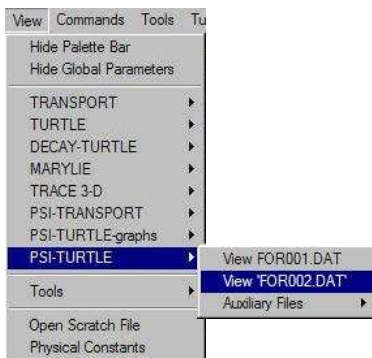 View Commands Tools Tu
Hide Palette Bar
Hide Global Parameters
TRANSPORT
TURTLE
DECAY-TURTLE
MARYLIE
TRACE 3-D
PSI-TRANSPORT
PSI-TURTLE-graphs
PSI-TURTLE
View FOR001.DAT
View 'FOR002.DAT'
Auxiliary Files
Tools
Open Scratch File
Physical Constants